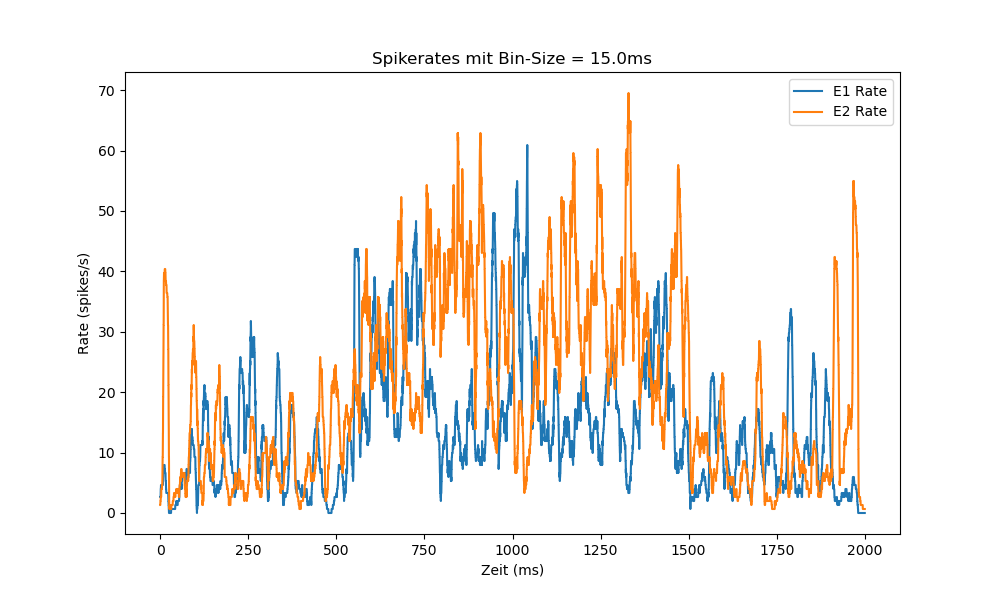 Spikerates mit Bin-Size = 15.0ms
E1 Rate
E2 Rate
Rate (spikes/s)
70
60
50
40
30
20
10
0
0 250 500 750 1000 1250 1500 1750 2000
Zeit (ms)